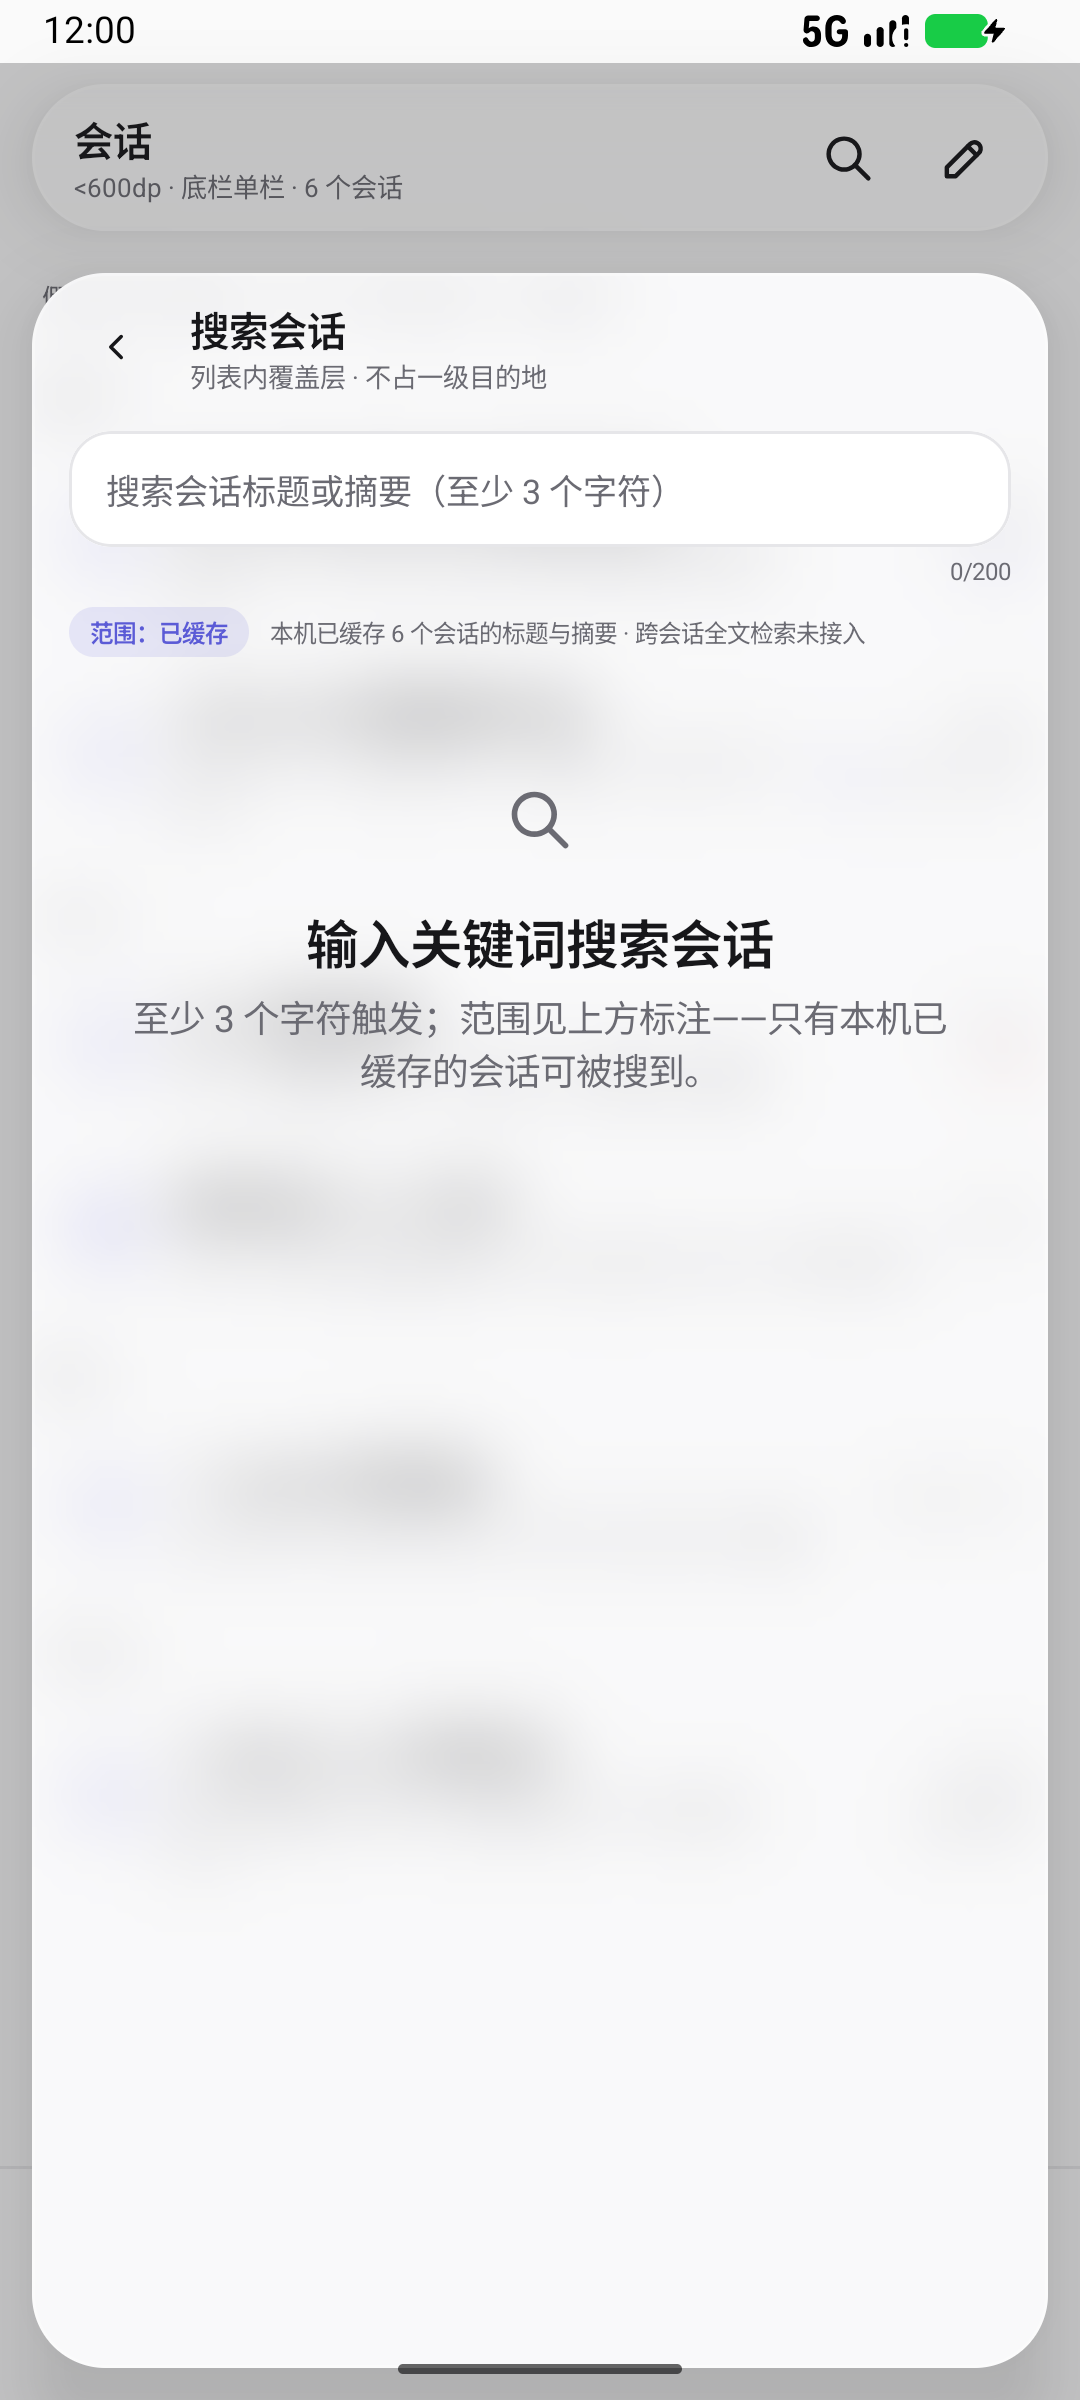 12:00
5G
会话
<600dp · 底栏单栏 · 6 个会话
搜索会话
列表内覆盖层 · 不占一级目的地
搜索会话标题或摘要（至少 3 个字符）
0/200
范围：已缓存
本机已缓存 6 个会话的标题与摘要 · 跨会话全文检索未接入
输入关键词搜索会话
至少 3 个字符触发；范围见上方标注——只有本机已
缓存的会话可被搜到。